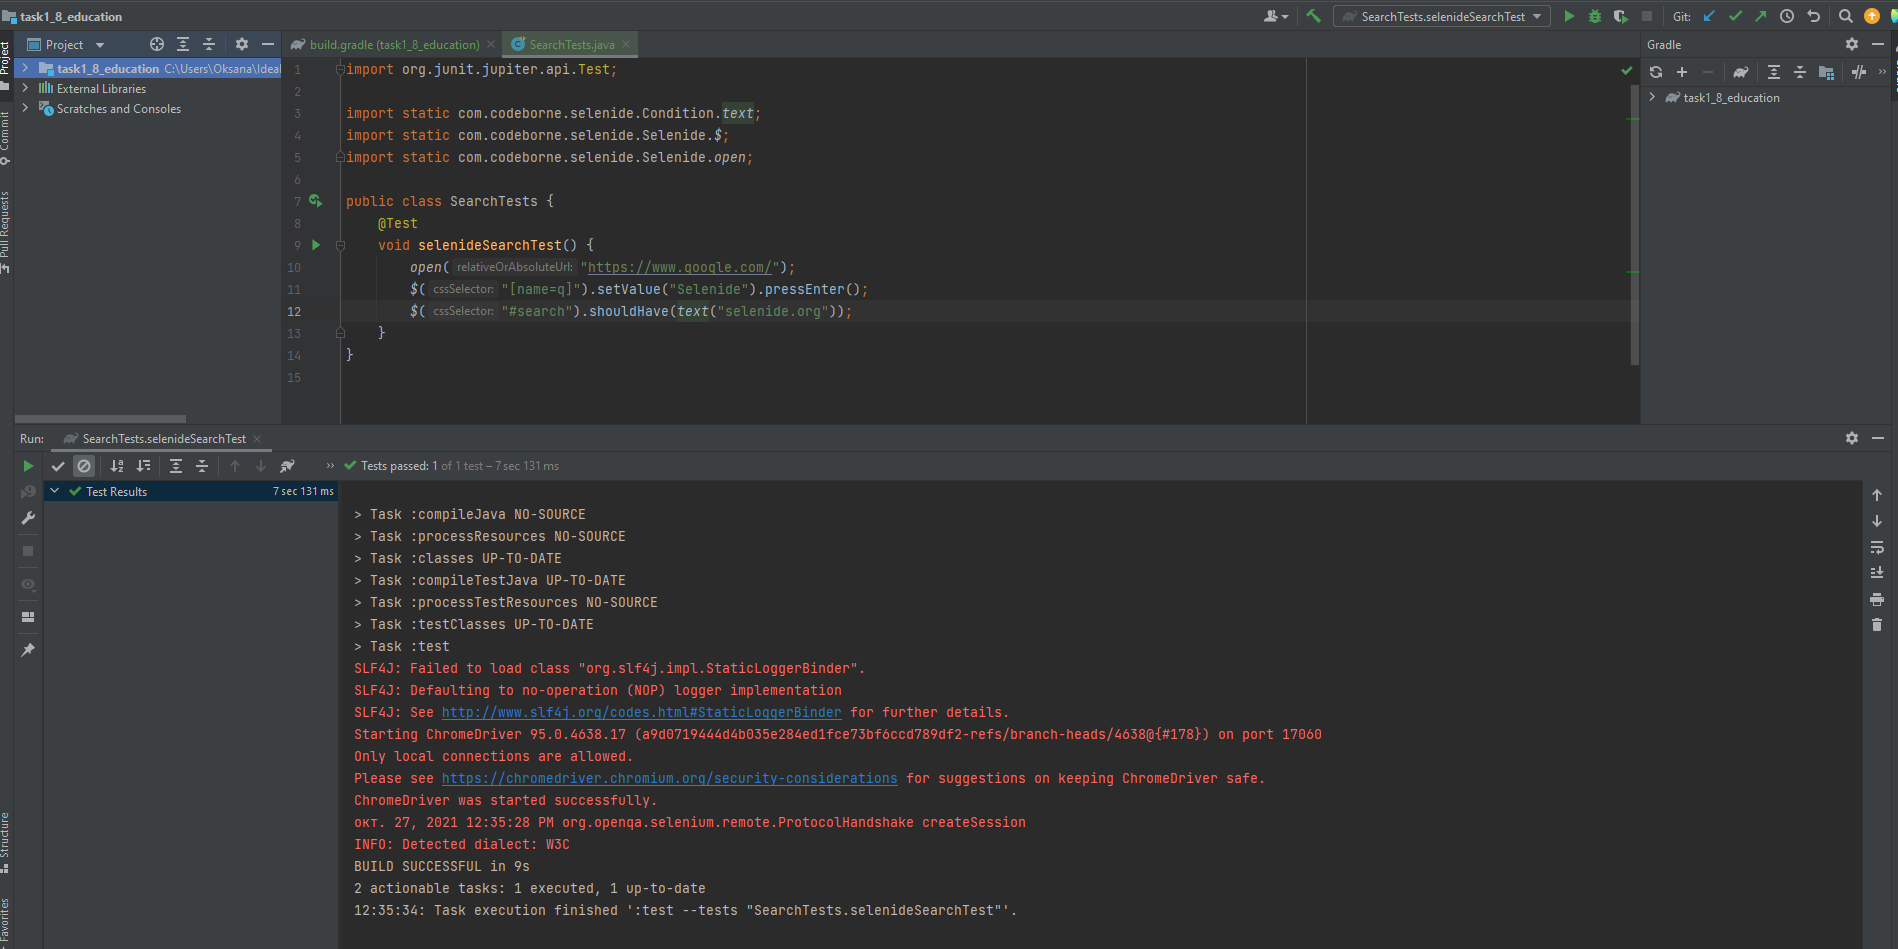 task1_8_education
SearchTests.selenideSearchTest
Git:
Project
build.gradle (task1_8_education)
SearchTests.java
Gradle
Project
Commit
Pull Requests
Structure
Favorites
task1_8_education C:\Users\Oksana\Ideal
External Libraries
Scratches and Consoles
task1_8_education
1 import org.junit.jupiter.api.Test;
2
3 import static com.codeborne.selenide.Condition.text;
4 import static com.codeborne.selenide.Selenide.$;
5 import static com.codeborne.selenide.Selenide.open;
6
7 public class SearchTests {
8 @Test
9 void selenideSearchTest() {
10 open( relativeOrAbsoluteUrl: "https://www.google.com/");
11 $( cssSelector: "[name=q]").setValue("Selenide").pressEnter();
12 $( cssSelector: "#search").shouldHave(text("selenide.org"));
13 }
14 }
15
Run: SearchTests.selenideSearchTest
Tests passed: 1 of 1 test – 7 sec 131 ms
Test Results 7 sec 131 ms
> Task :compileJava NO-SOURCE
> Task :processResources NO-SOURCE
> Task :classes UP-TO-DATE
> Task :compileTestJava UP-TO-DATE
> Task :processTestResources NO-SOURCE
> Task :testClasses UP-TO-DATE
> Task :test
SLF4J: Failed to load class "org.slf4j.impl.StaticLoggerBinder".
SLF4J: Defaulting to no-operation (NOP) logger implementation
SLF4J: See http://www.slf4j.org/codes.html#StaticLoggerBinder for further details.
Starting ChromeDriver 95.0.4638.17 (a9d0719444d4b035e284ed1fce73bf6ccd789df2-refs/branch-heads/4638@{#178}) on port 17060
Only local connections are allowed.
Please see https://chromedriver.chromium.org/security-considerations for suggestions on keeping ChromeDriver safe.
ChromeDriver was started successfully.
окт. 27, 2021 12:35:28 PM org.openqa.selenium.remote.ProtocolHandshake createSession
INFO: Detected dialect: W3C
BUILD SUCCESSFUL in 9s
2 actionable tasks: 1 executed, 1 up-to-date
12:35:34: Task execution finished ':test --tests "SearchTests.selenideSearchTest"'.